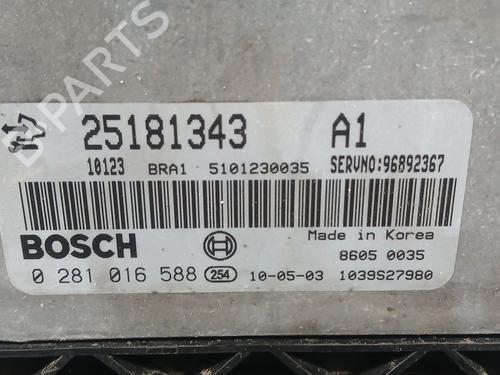 B-PARTS
25181343 A1
10123 BRA1 5101230035 SERVNO:96892367
BOSCH Made in Korea
8605 0035
0 281 016 588 254 10-05-03 1039S27980